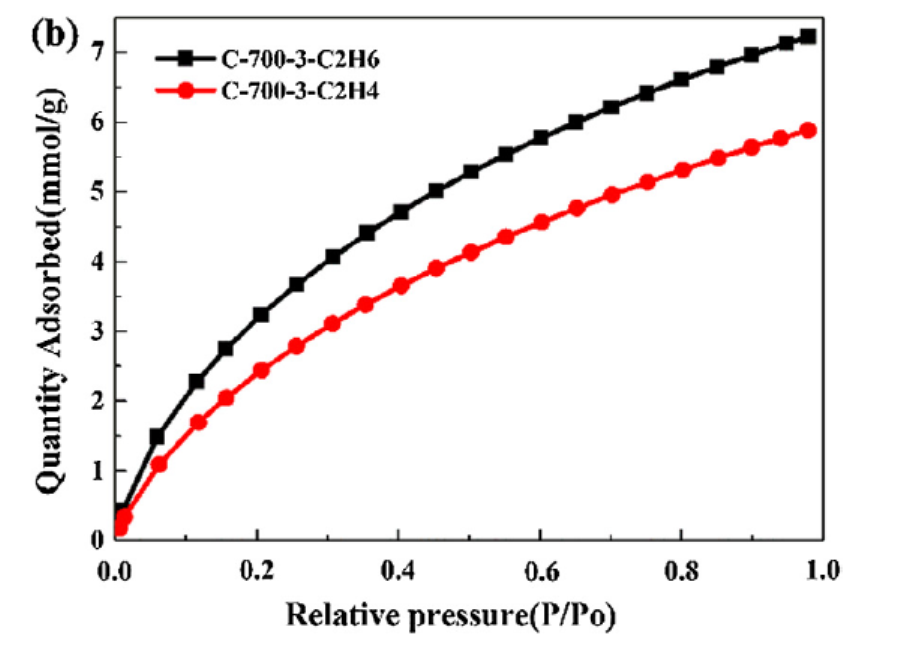 (b)
C-700-3-C2H6
C-700-3-C2H4
Quantity Adsorbed(mmol/g)
7
6
5
4
3
2
1
0
0.0 0.2 0.4 0.6 0.8 1.0
Relative pressure(P/Po)